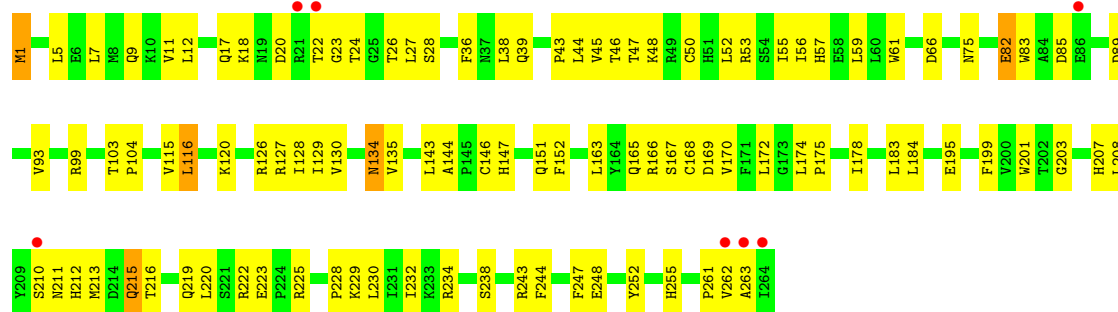 M1 L5 E6 L7 M8 Q9 K10 V11 L12 Q17 K18 N19 D20 R21 T22 G23 T24 G25 T26 L27 S28 F36 N37 L38 Q39 P43 L44 V45 T46 T47 K48 R49 C50 H51 L52 R53 S54 I55 I56 H57 E58 L59 L60 W61 D66 N75 E82 W83 A84 D85 E86
V93 R99 T103 P104 V115 L116 K120 R126 R127 I128 I129 V130 N134 V135 L143 A144 P145 C146 H147 Q151 F152 L163 Y164 Q165 R166 S167 C168 D169 V170 F171 L172 G173 L174 P175 I178 L183 L184 E195 F199 V200 W201 T202 G203 H207 L208
Y209 S210 N211 H212 M213 D214 Q215 T216 Q219 L220 S221 R222 E223 P224 R225 P228 K229 L230 I231 I232 K233 R234 S238 R243 F244 F247 E248 Y252 H255 P261 V262 A263 I264